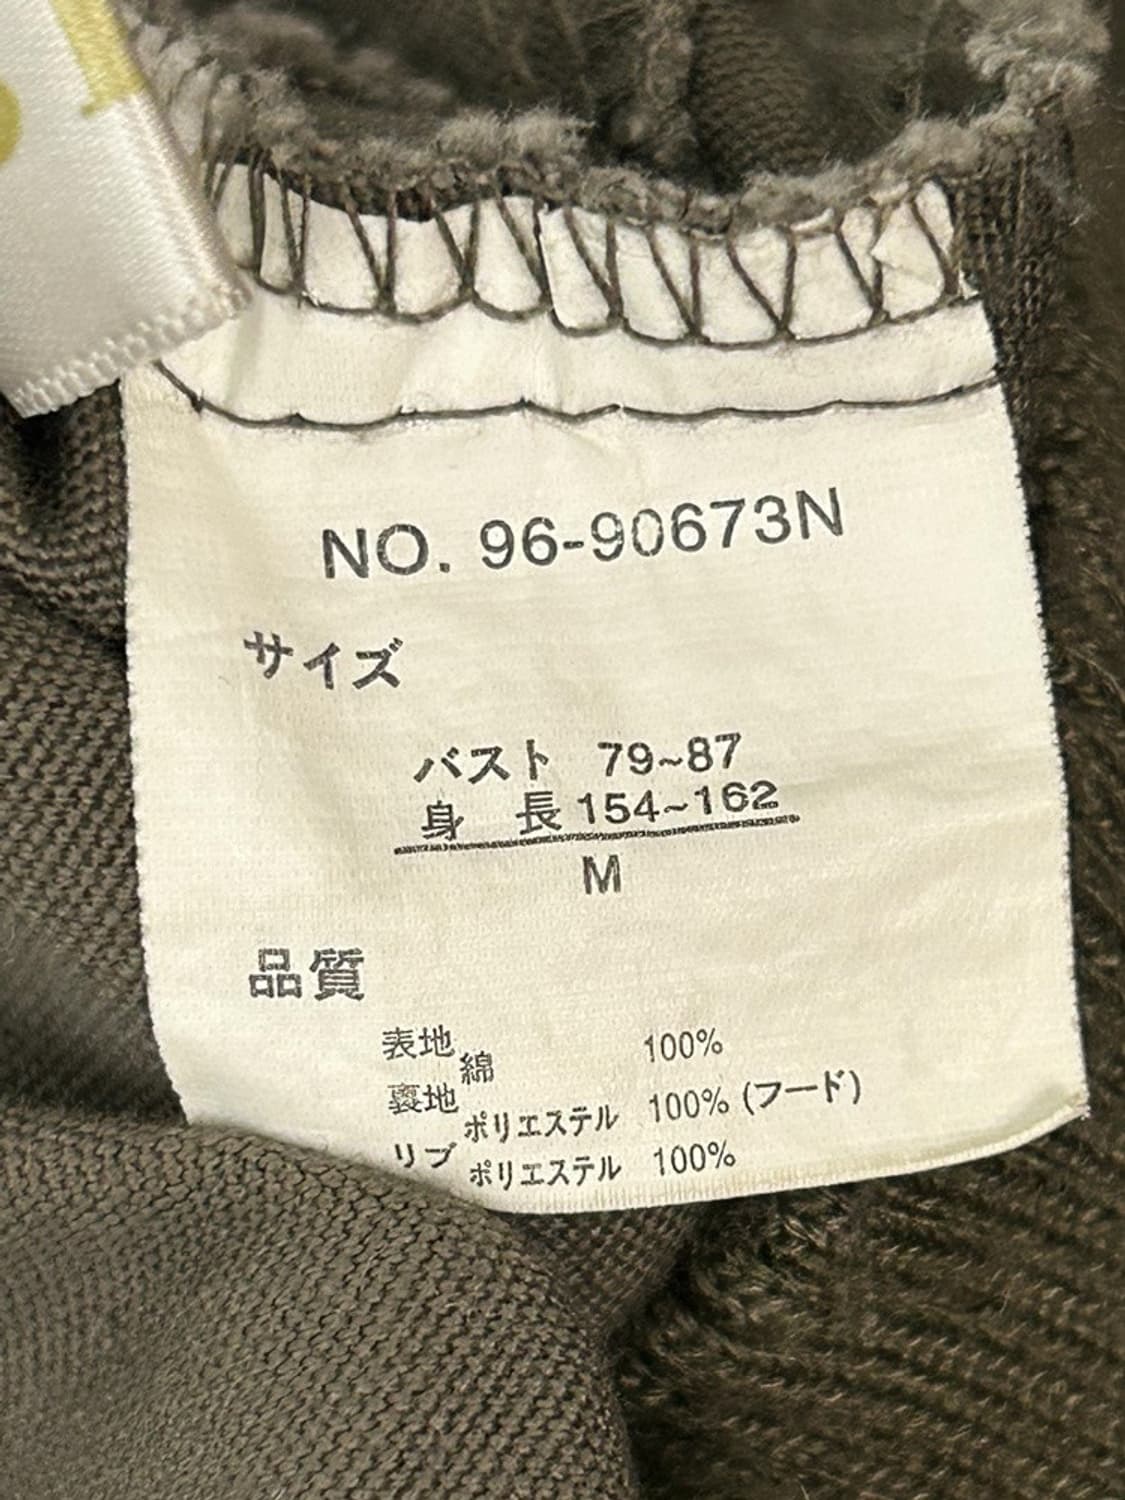 NO. 96-90673N
サイズ
バスト 79~87
身 長 154~162
M
品質
表地
綿 100%
裏地
ポリエステル 100% (フード)
リブ
ポリエステル 100%